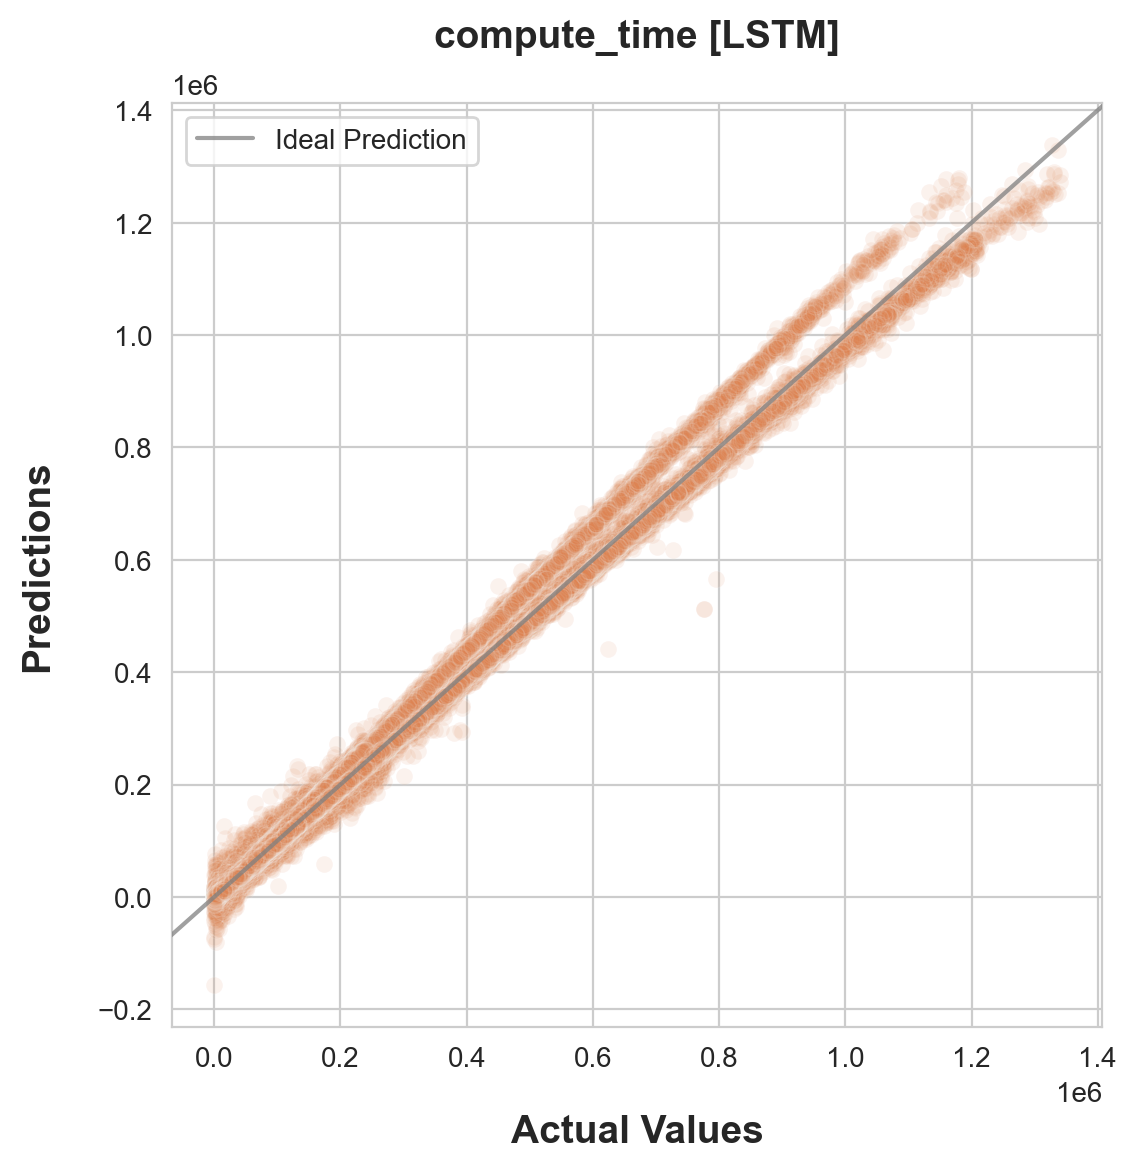 compute_time [LSTM]
1e6
Ideal Prediction
1.4
1.2
1.0
0.8
0.6
0.4
0.2
0.0
−0.2
Predictions
0.0 0.2 0.4 0.6 0.8 1.0 1.2 1.4
1e6
Actual Values